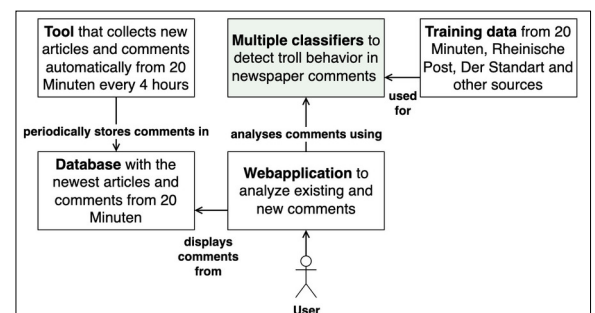 Tool that collects new
articles and comments
automatically from 20
Minuten every 4 hours
Multiple classifiers to
detect troll behavior in
newspaper comments
Training data from 20
Minuten, Rheinische
Post, Der Standart and
other sources
used
for
periodically stores comments in
analyses comments using
Database with the
newest articles and
comments from 20
Minuten
Webapplication to
analyze existing and
new comments
displays
comments
from
User